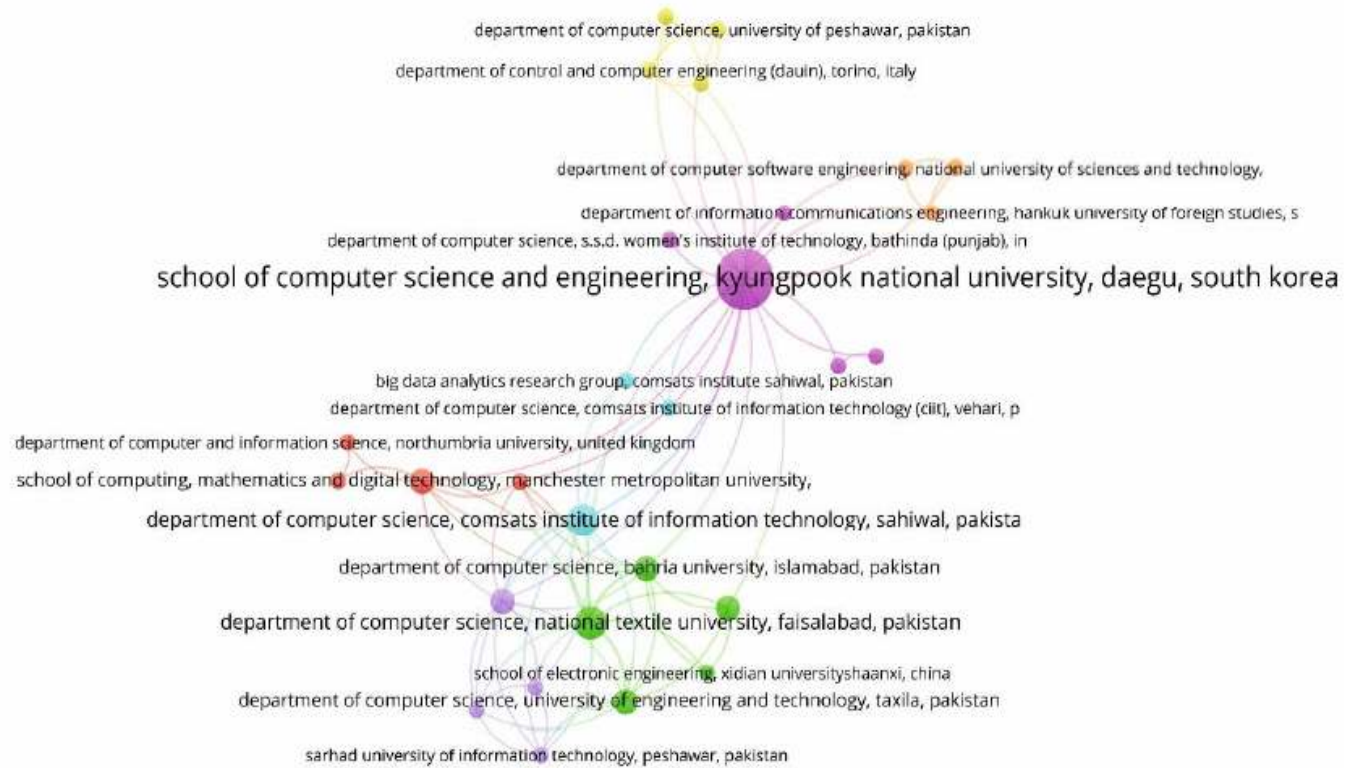 department of computer science, university of peshawar, pakistan
department of control and computer engineering (dauin), torino, italy
department of computer software engineering, national university of sciences and technology,
department of information communications engineering, hankuk university of foreign studies, s
department of computer science, s.s.d. women's institute of technology, bathinda (punjab), in
school of computer science and engineering, kyungpook national university, daegu, south korea
big data analytics research group, comsats institute sahiwal, pakistan
department of computer science, comsats institute of information technology (ciit), vehari, p
department of computer and information science, northumbria university, united kingdom
school of computing, mathematics and digital technology, manchester metropolitan university,
department of computer science, comsats institute of information technology, sahiwal, pakista
department of computer science, bahria university, islamabad, pakistan
department of computer science, national textile university, faisalabad, pakistan
school of electronic engineering, xidian universityshaanxi, china
department of computer science, university of engineering and technology, taxila, pakistan
sarhad university of information technology, peshawar, pakistan